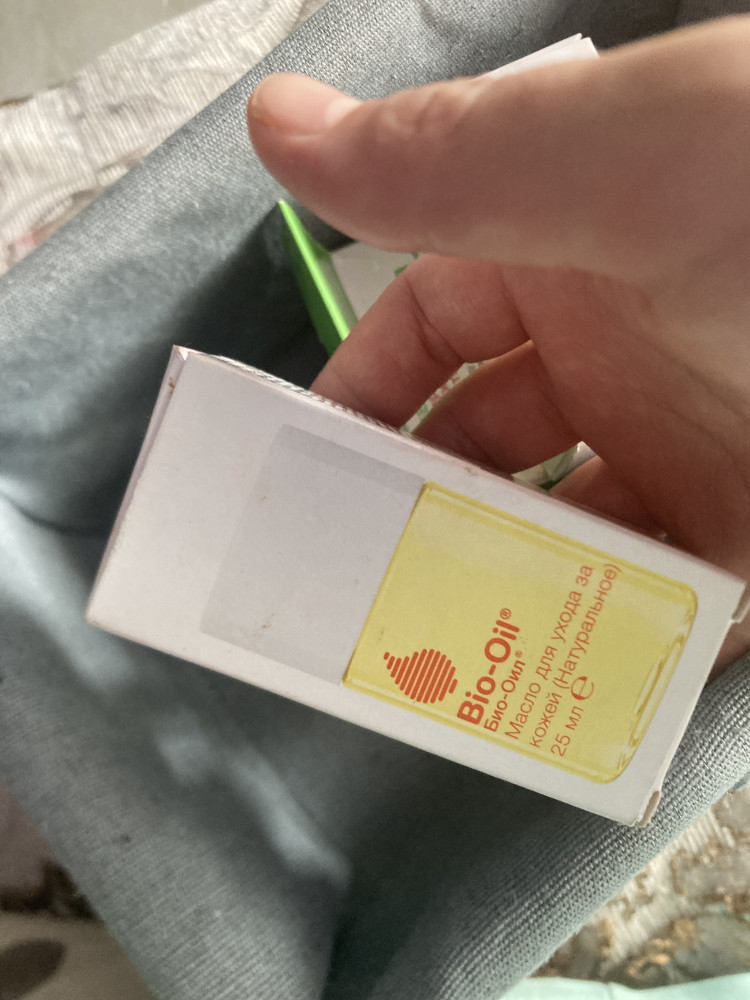 Bio-Oil®
Био-Оил®
Масло для ухода за
кожей (Натуральное)
25 мл ℮